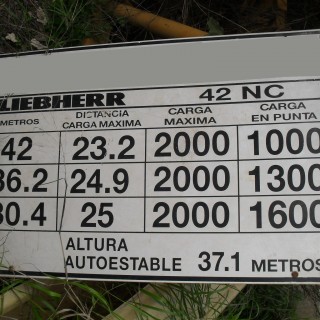 LIEBHERR 42 NC
METROS DISTANCIA CARGA MAXIMA CARGA MAXIMA CARGA EN PUNTA
42 23.2 2000 1000
36.2 24.9 2000 1300
30.4 25 2000 1600
ALTURA
AUTOESTABLE 37.1 METROS